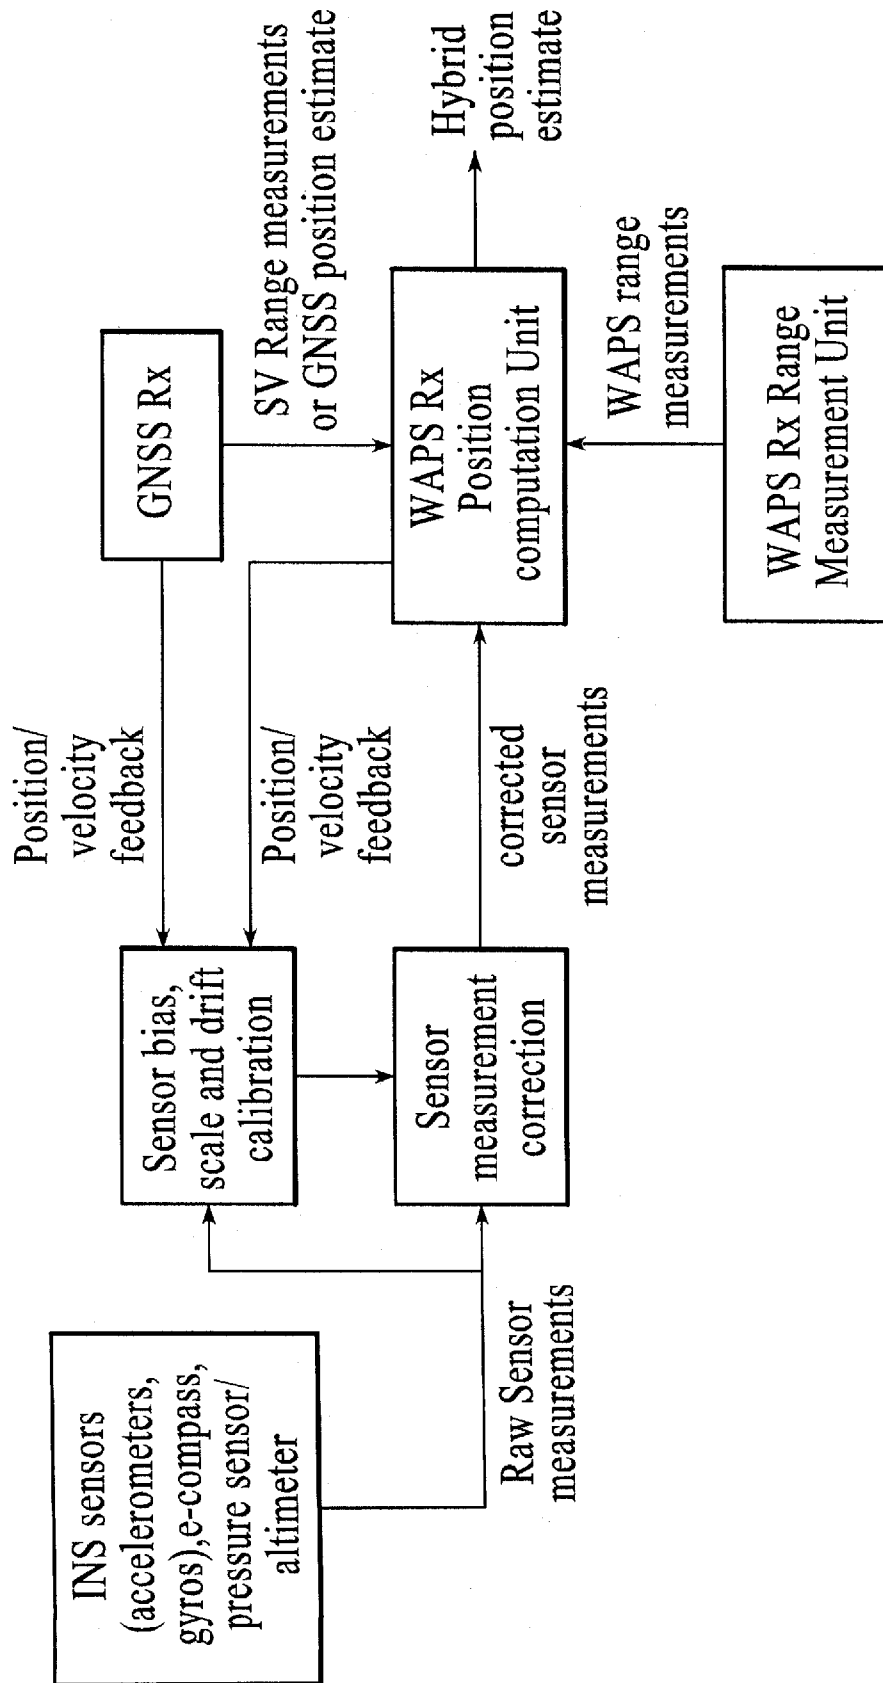 INS sensors
(accelerometers,
gyros),e-compass,
pressure sensor/
altimeter
Raw Sensor
measurements
Sensor bias,
scale and drift
calibration
Sensor
measurement
correction
Position/
velocity
feedback
Position/
velocity
feedback
corrected
sensor
measurements
GNSS Rx
SV Range measurements
or GNSS position estimate
WAPS Rx
Position
computation Unit
Hybrid
position
estimate
WAPS range
measurements
WAPS Rx Range
Measurement Unit